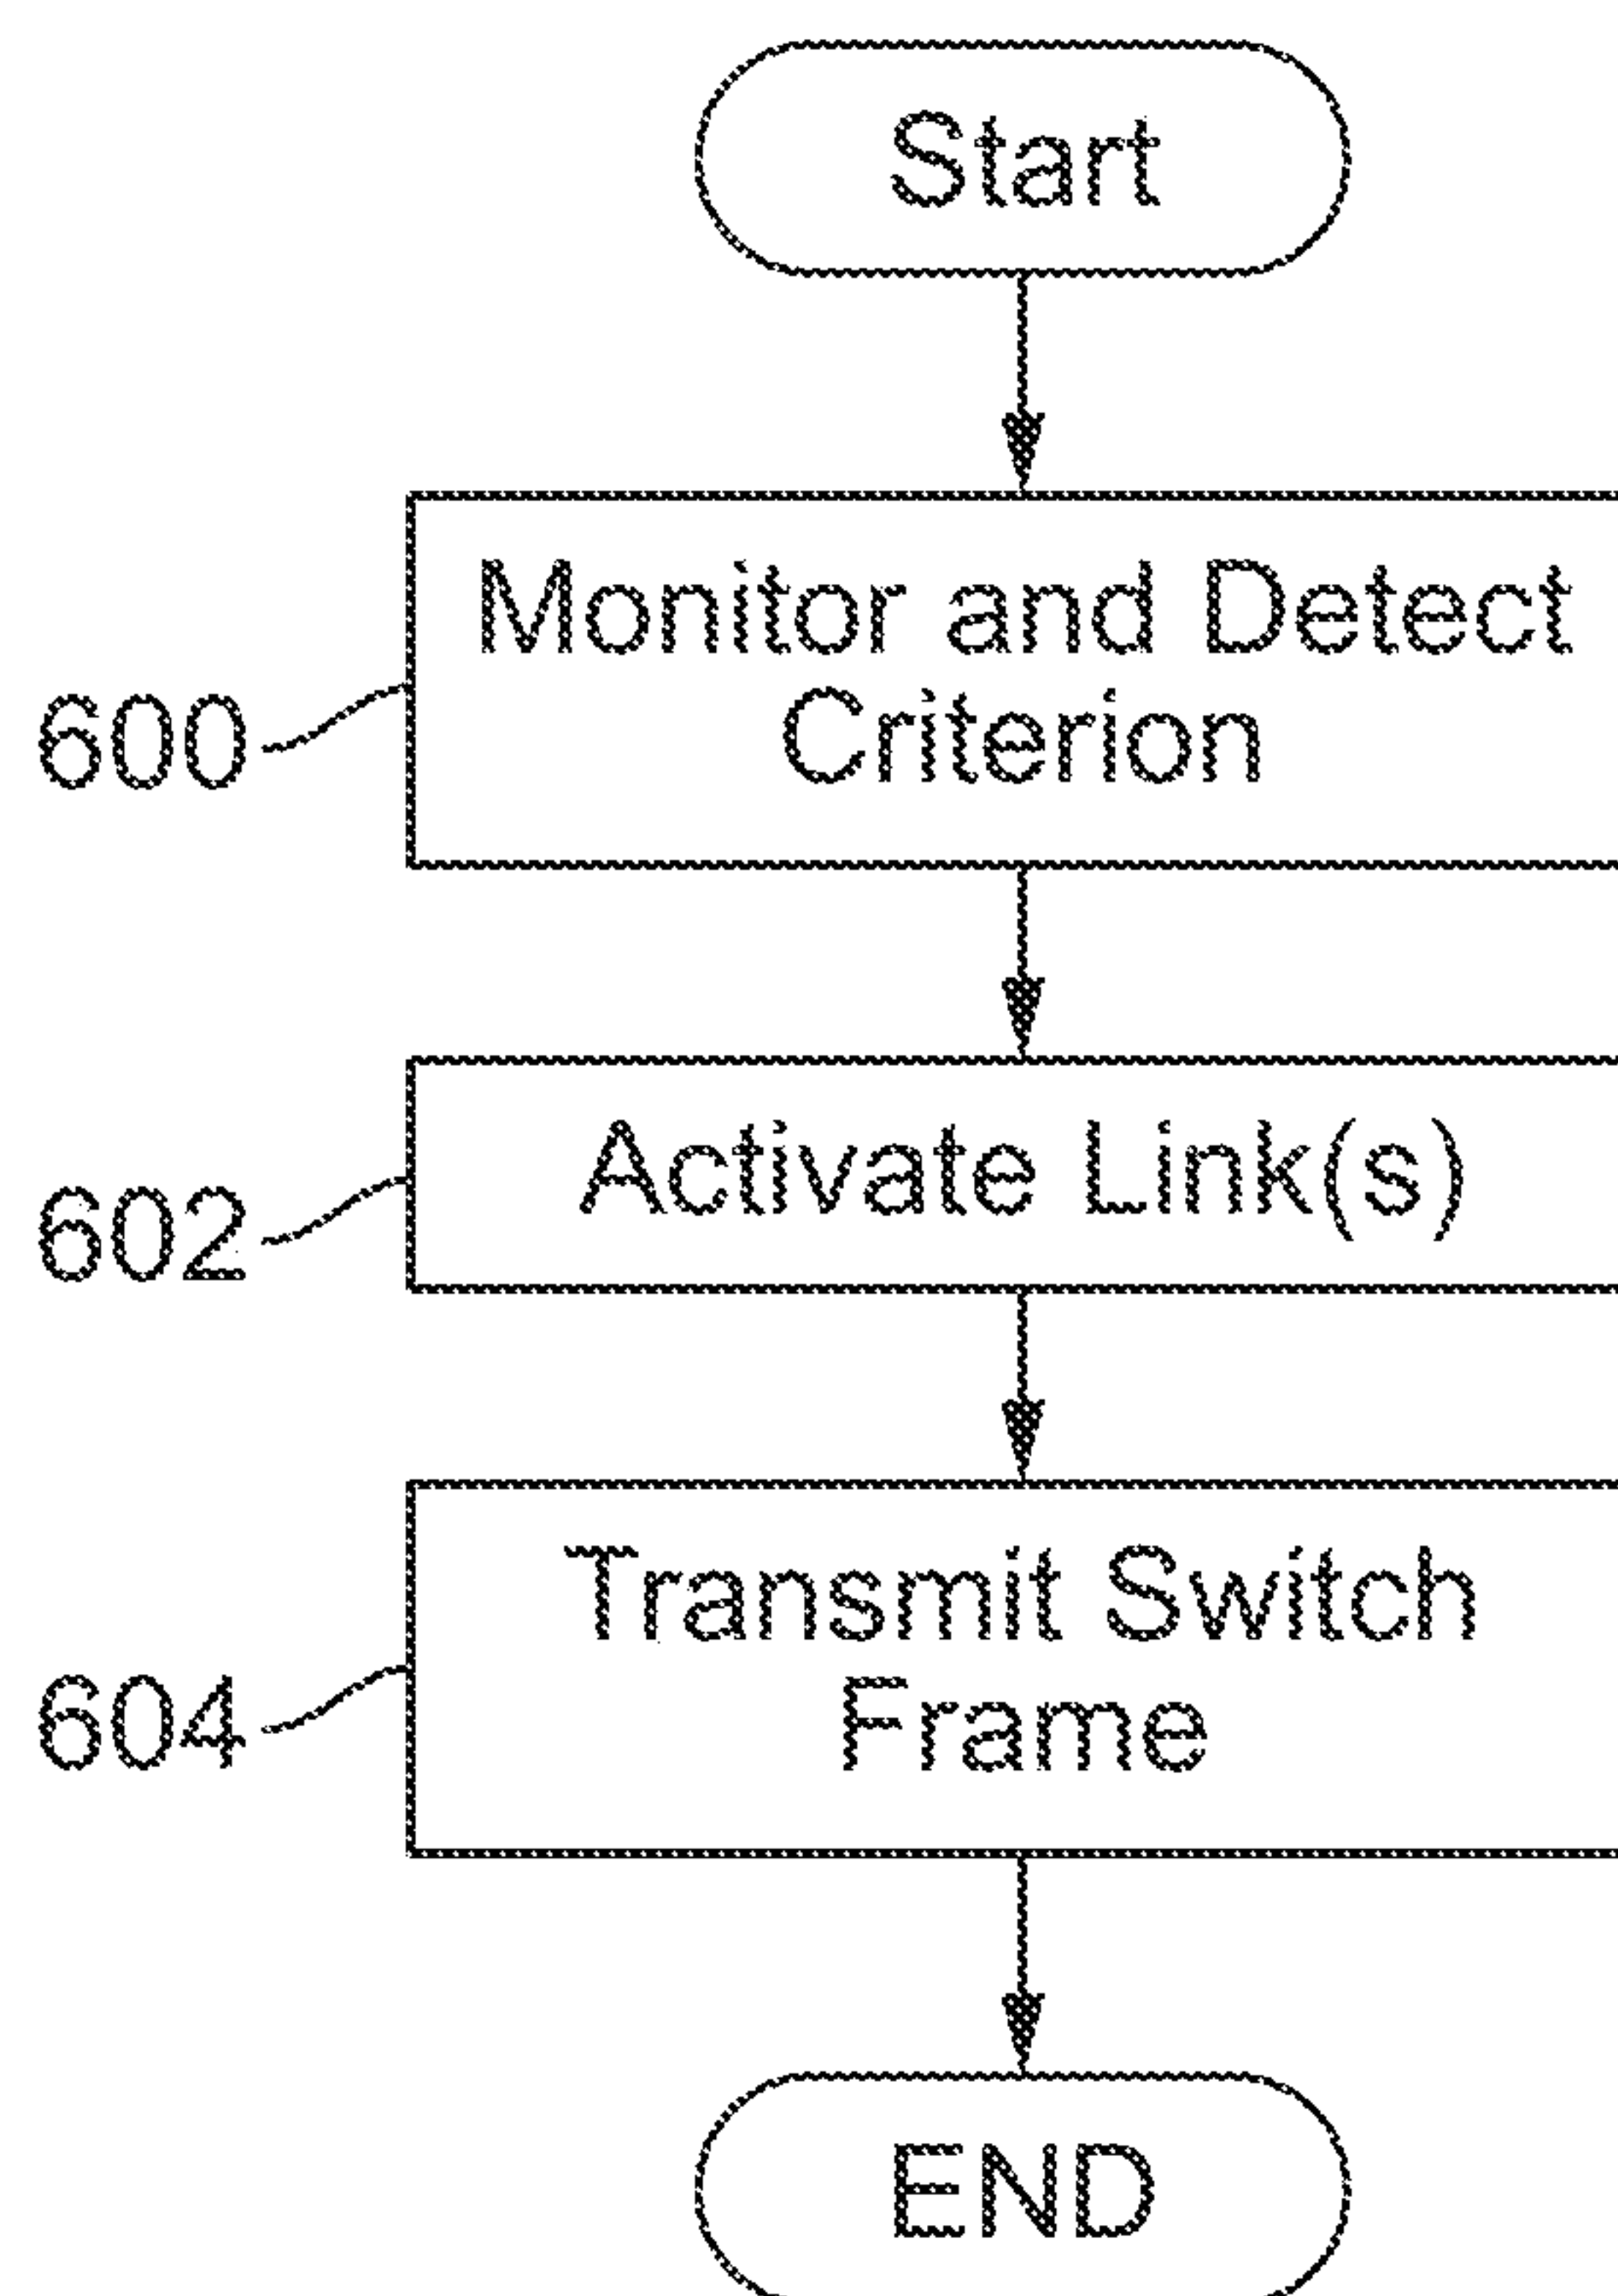 Start
Monitor and Detect
Criterion
600
Activate Link(s)
602
Transmit Switch
Frame
604
END